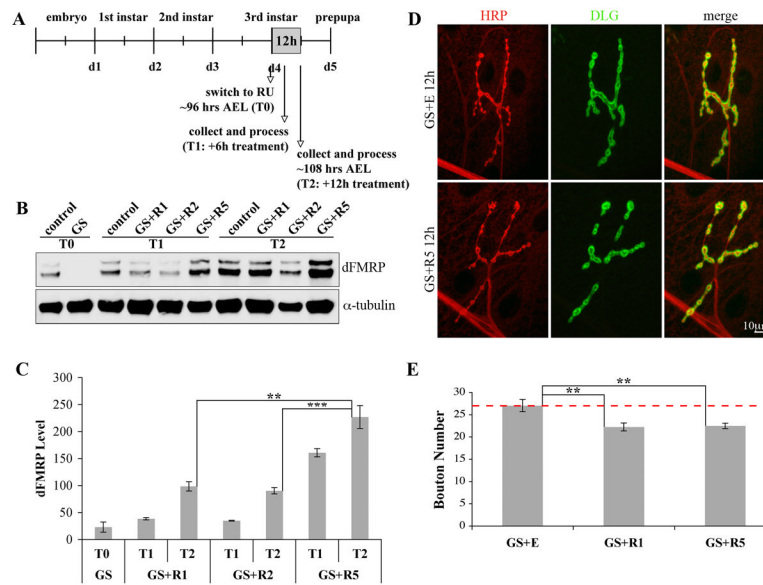 A
embryo 1st instar 2nd instar 3rd instar prepupa
12h
d1 d2 d3 d4 d5
switch to RU
~96 hrs AEL (T0)
collect and process
(T1: +6h treatment)
collect and process
~108 hrs AEL
(T2: +12h treatment)
B
control GS control GS+R1 GS+R2 GS+R5 control GS+R1 GS+R2 GS+R5
T0 T1 T2
dFMRP
α-tubulin
C
dFMRP Level
300
250
200
150
100
50
0
**
***
T0 T1 T2 T1 T2 T1 T2
GS GS+R1 GS+R2 GS+R5
D
HRP DLG merge
GS+E 12h
GS+R5 12h
10µ
E
Bouton Number
30
25
20
15
10
5
0
**
**
GS+E GS+R1 GS+R5